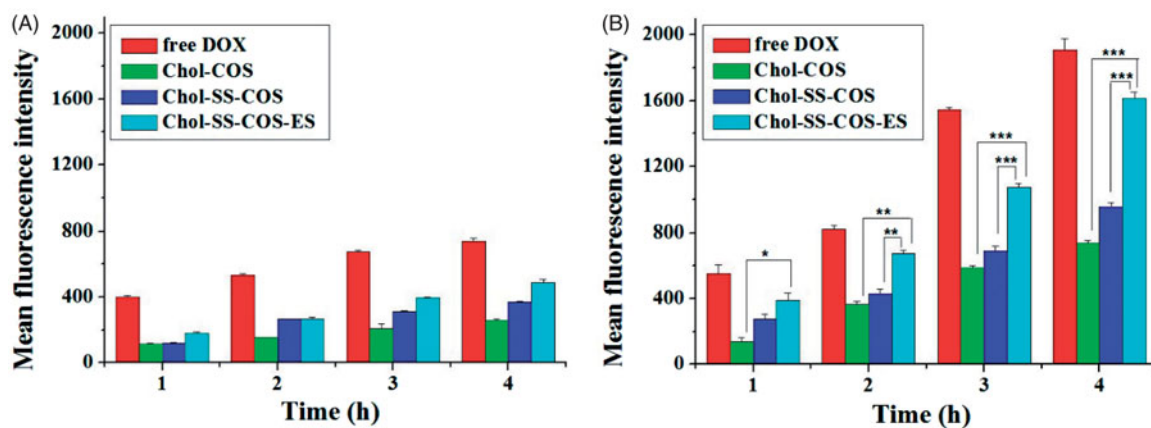 (A)
2000
1600
1200
800
400
0
Mean fluorescence intensity
free DOX
Chol-COS
Chol-SS-COS
Chol-SS-COS-ES
1 2 3 4
Time (h)
(B)
2000
1600
1200
800
400
0
Mean fluorescence intensity
free DOX
Chol-COS
Chol-SS-COS
Chol-SS-COS-ES
*
**
**
***
***
***
***
1 2 3 4
Time (h)